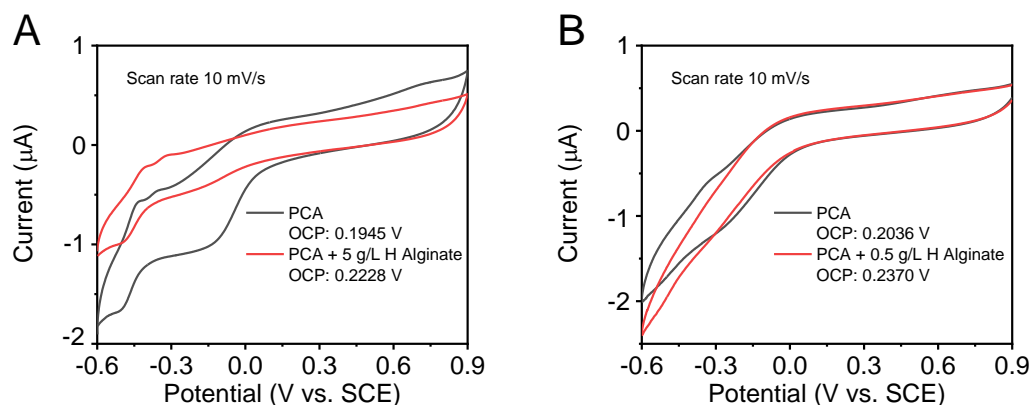 A
Scan rate 10 mV/s
PCA
OCP: 0.1945 V
PCA + 5 g/L H Alginate
OCP: 0.2228 V
1
0
-1
-2
-0.6 -0.3 0.0 0.3 0.6 0.9
Current (μA)
Potential (V vs. SCE)
B
Scan rate 10 mV/s
PCA
OCP: 0.2036 V
PCA + 0.5 g/L H Alginate
OCP: 0.2370 V
1
0
-1
-2
-0.6 -0.3 0.0 0.3 0.6 0.9
Current (μA)
Potential (V vs. SCE)